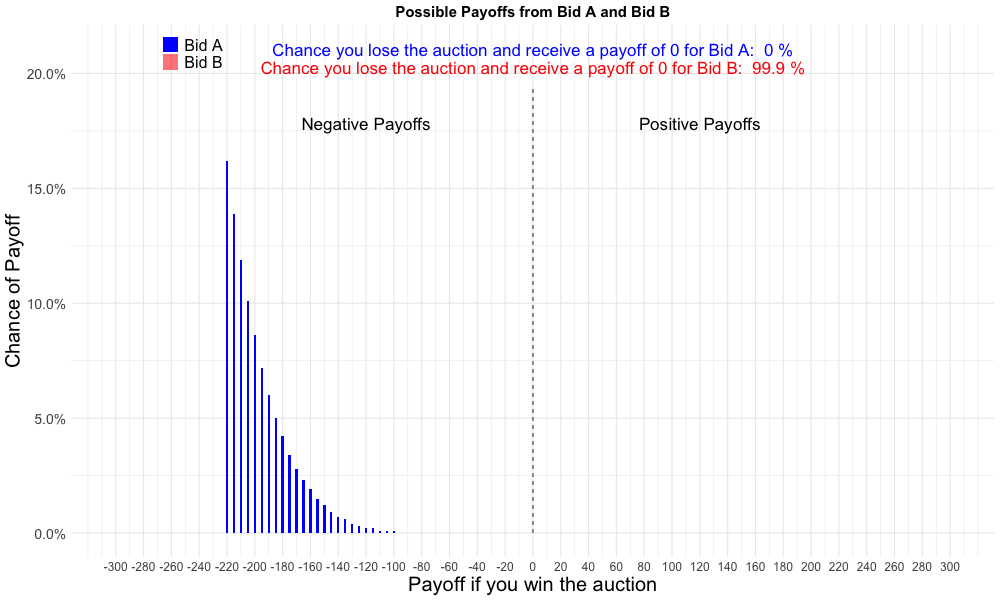 Possible Payoffs from Bid A and Bid B
Bid A
Bid B
Chance you lose the auction and receive a payoff of 0 for Bid A:  0 %
Chance you lose the auction and receive a payoff of 0 for Bid B:  99.9 %
Negative Payoffs
Positive Payoffs
Chance of Payoff
20.0%
15.0%
10.0%
5.0%
0.0%
-300 -280 -260 -240 -220 -200 -180 -160 -140 -120 -100 -80 -60 -40 -20 0 20 40 60 80 100 120 140 160 180 200 220 240 260 280 300
Payoff if you win the auction